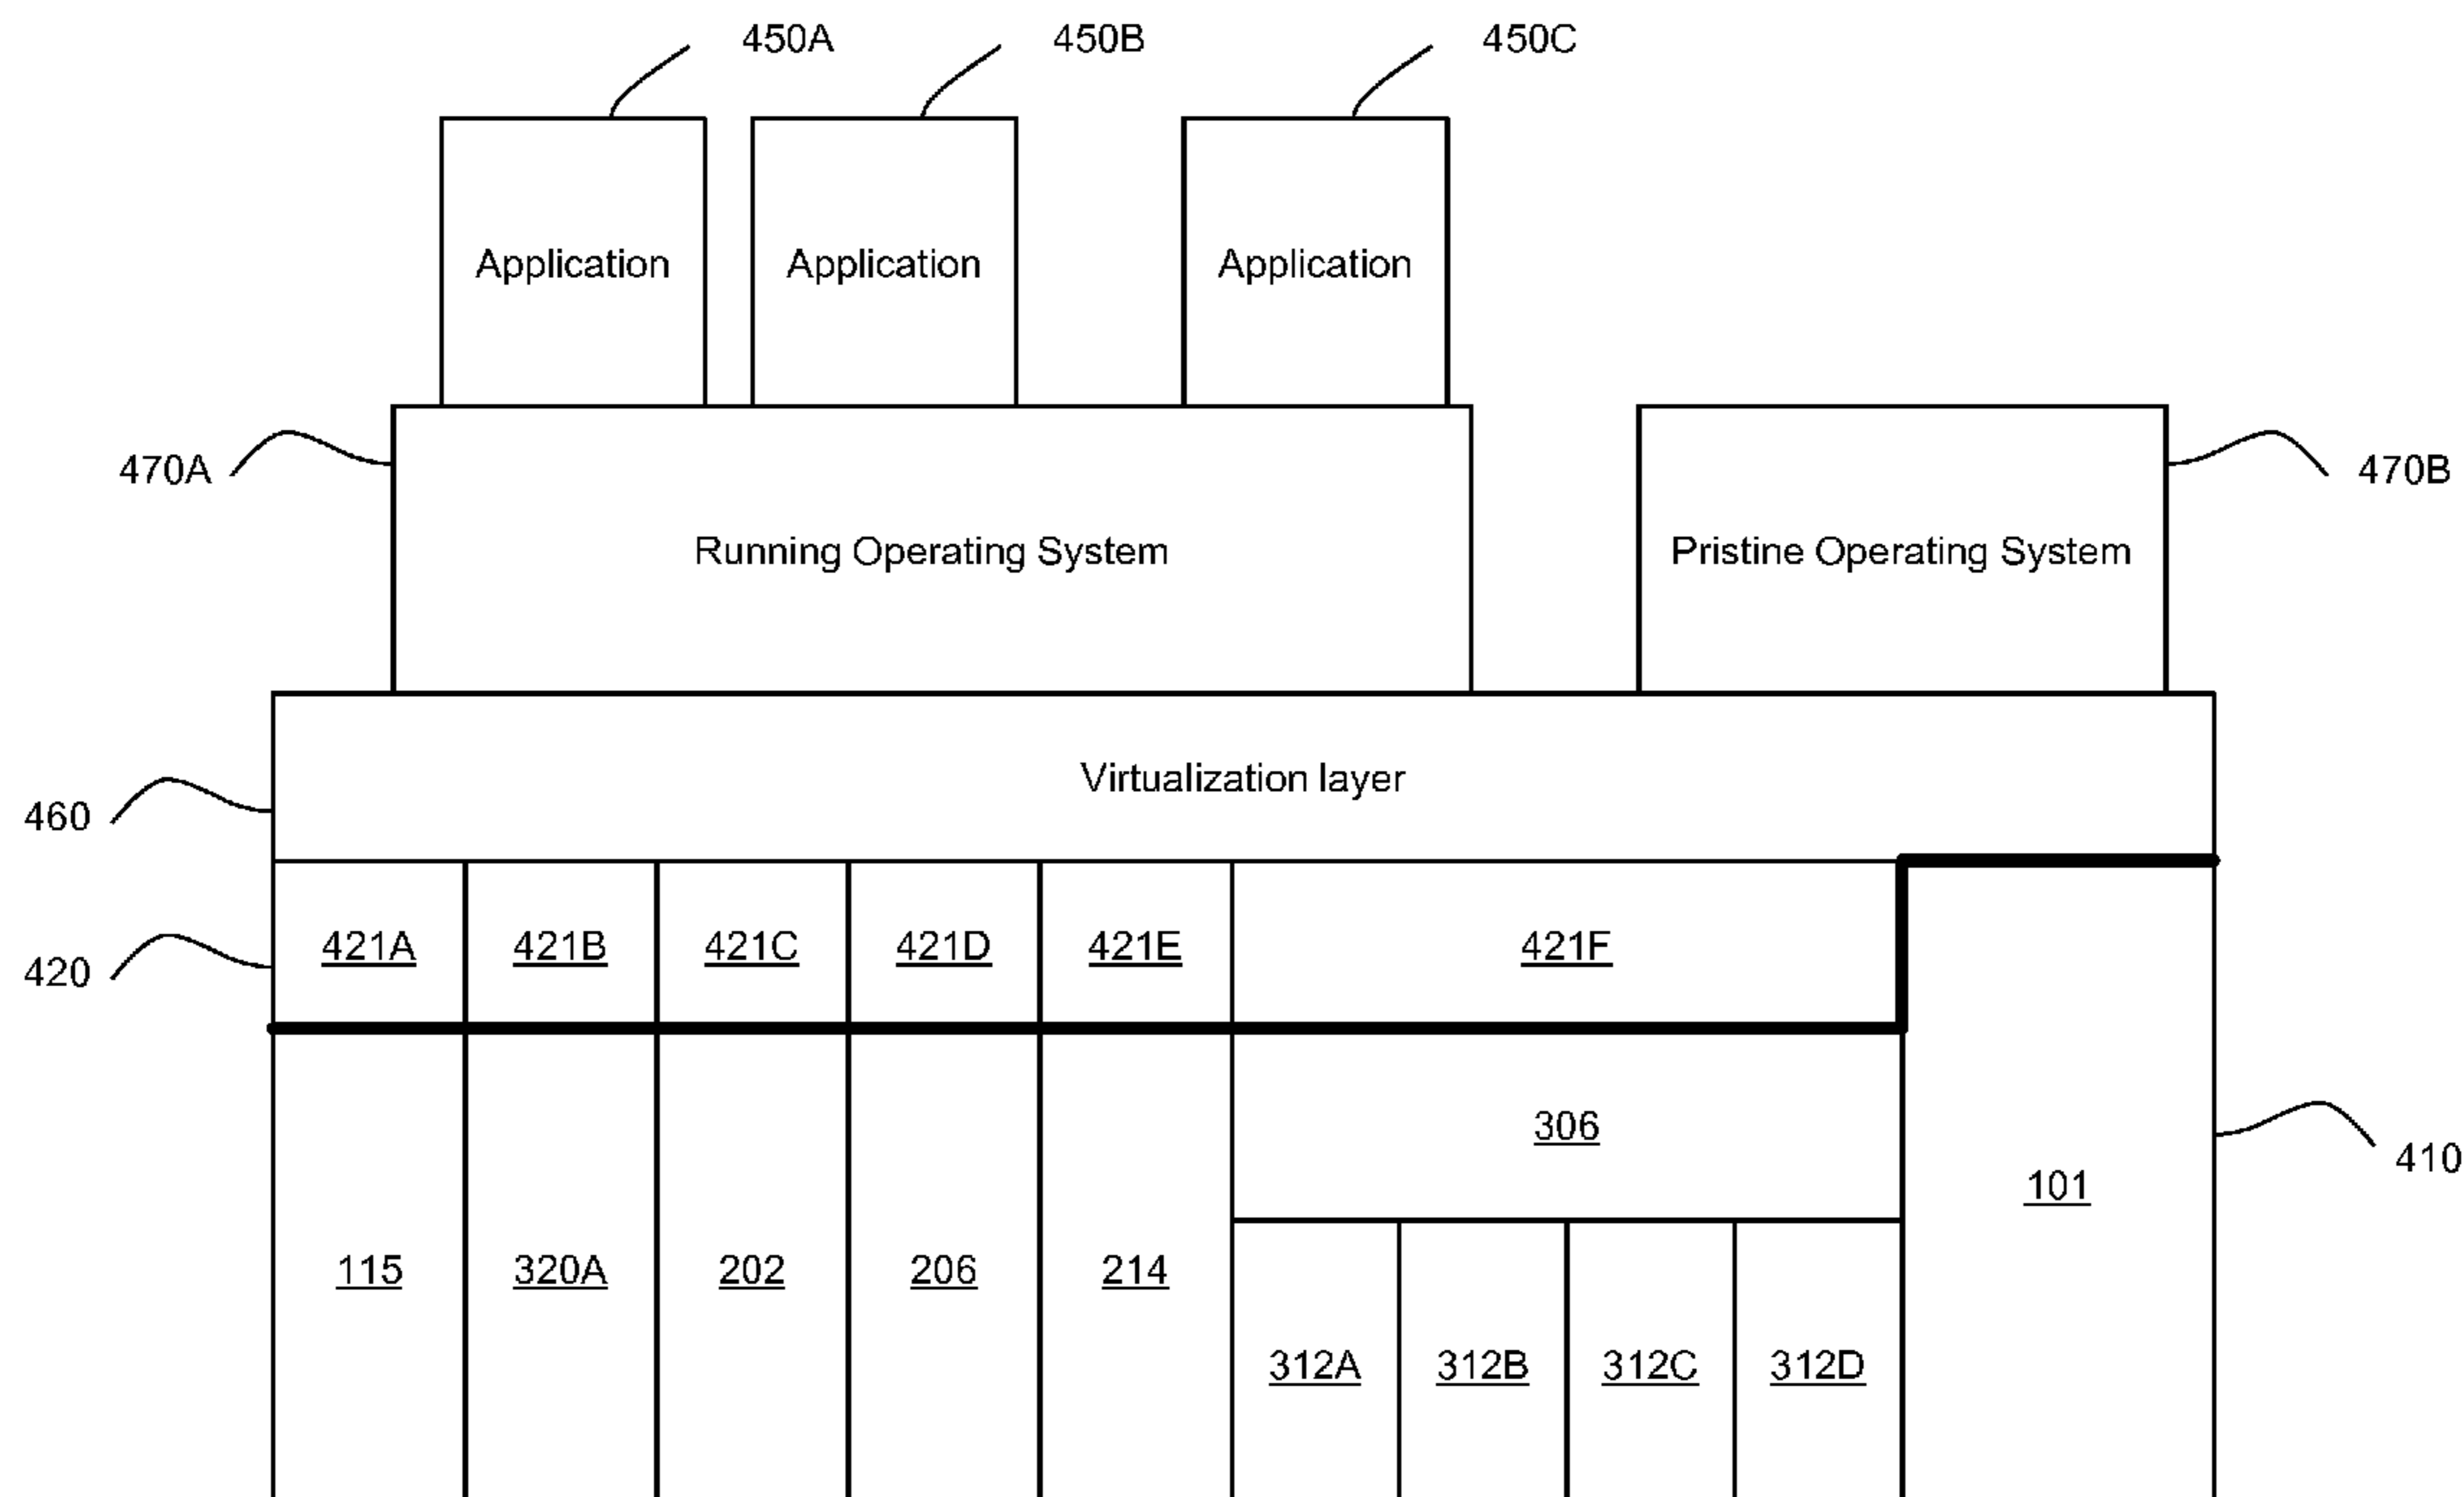 450A
450B
450C
Application
Application
Application
470A
470B
Running Operating System
Pristine Operating System
Virtualization layer
460
421A
421B
421C
421D
421E
421F
420
306
410
101
115
320A
202
206
214
312A
312B
312C
312D